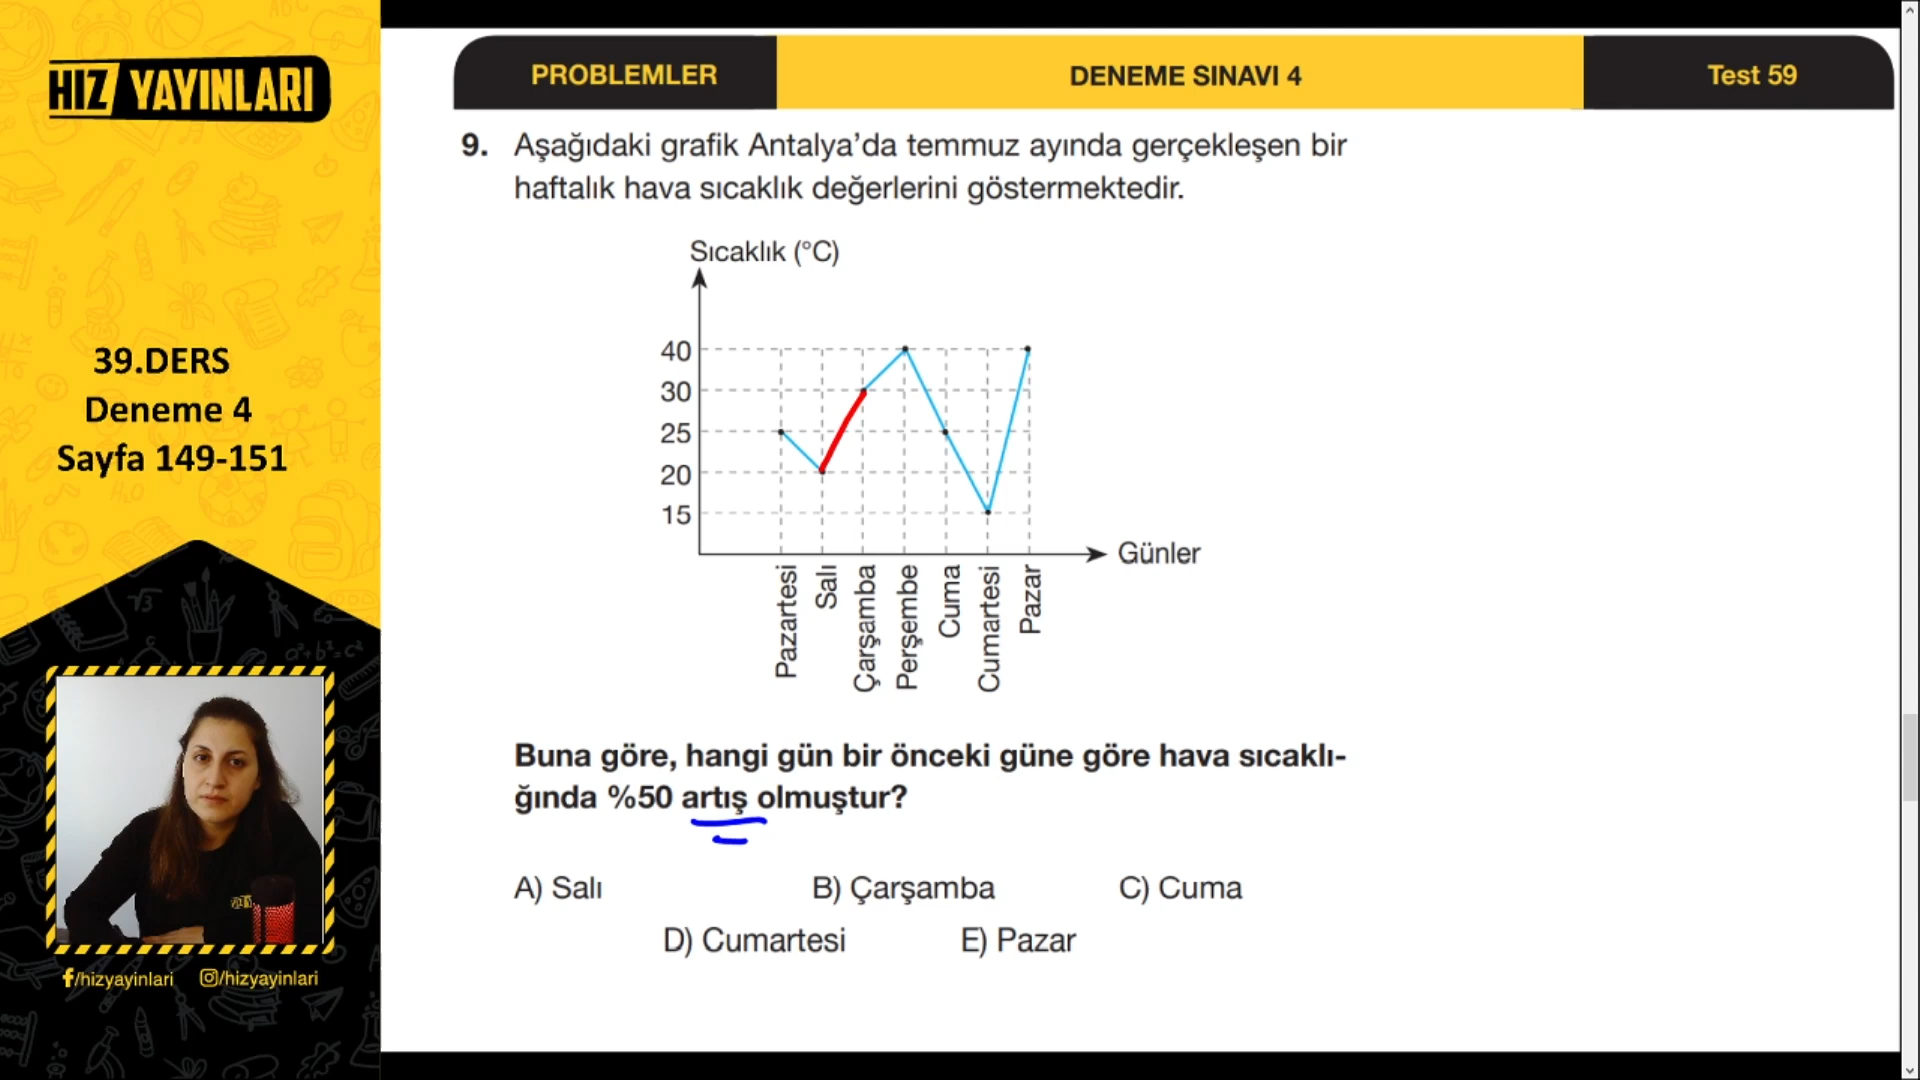 HIZ YAYINLARI
39.DERS
Deneme 4
Sayfa 149-151
f/hizyayinlari /hizyayinlari
PROBLEMLER DENEME SINAVI 4 Test 59
9. Aşağıdaki grafik Antalya’da temmuz ayında gerçekleşen bir
haftalık hava sıcaklık değerlerini göstermektedir.
Sıcaklık (°C)
40
30
25
20
15
Günler
Pazartesi
Salı
Çarşamba
Perşembe
Cuma
Cumartesi
Pazar
Buna göre, hangi gün bir önceki güne göre hava sıcaklı-
ğında %50 artış olmuştur?
A) Salı B) Çarşamba C) Cuma
D) Cumartesi E) Pazar